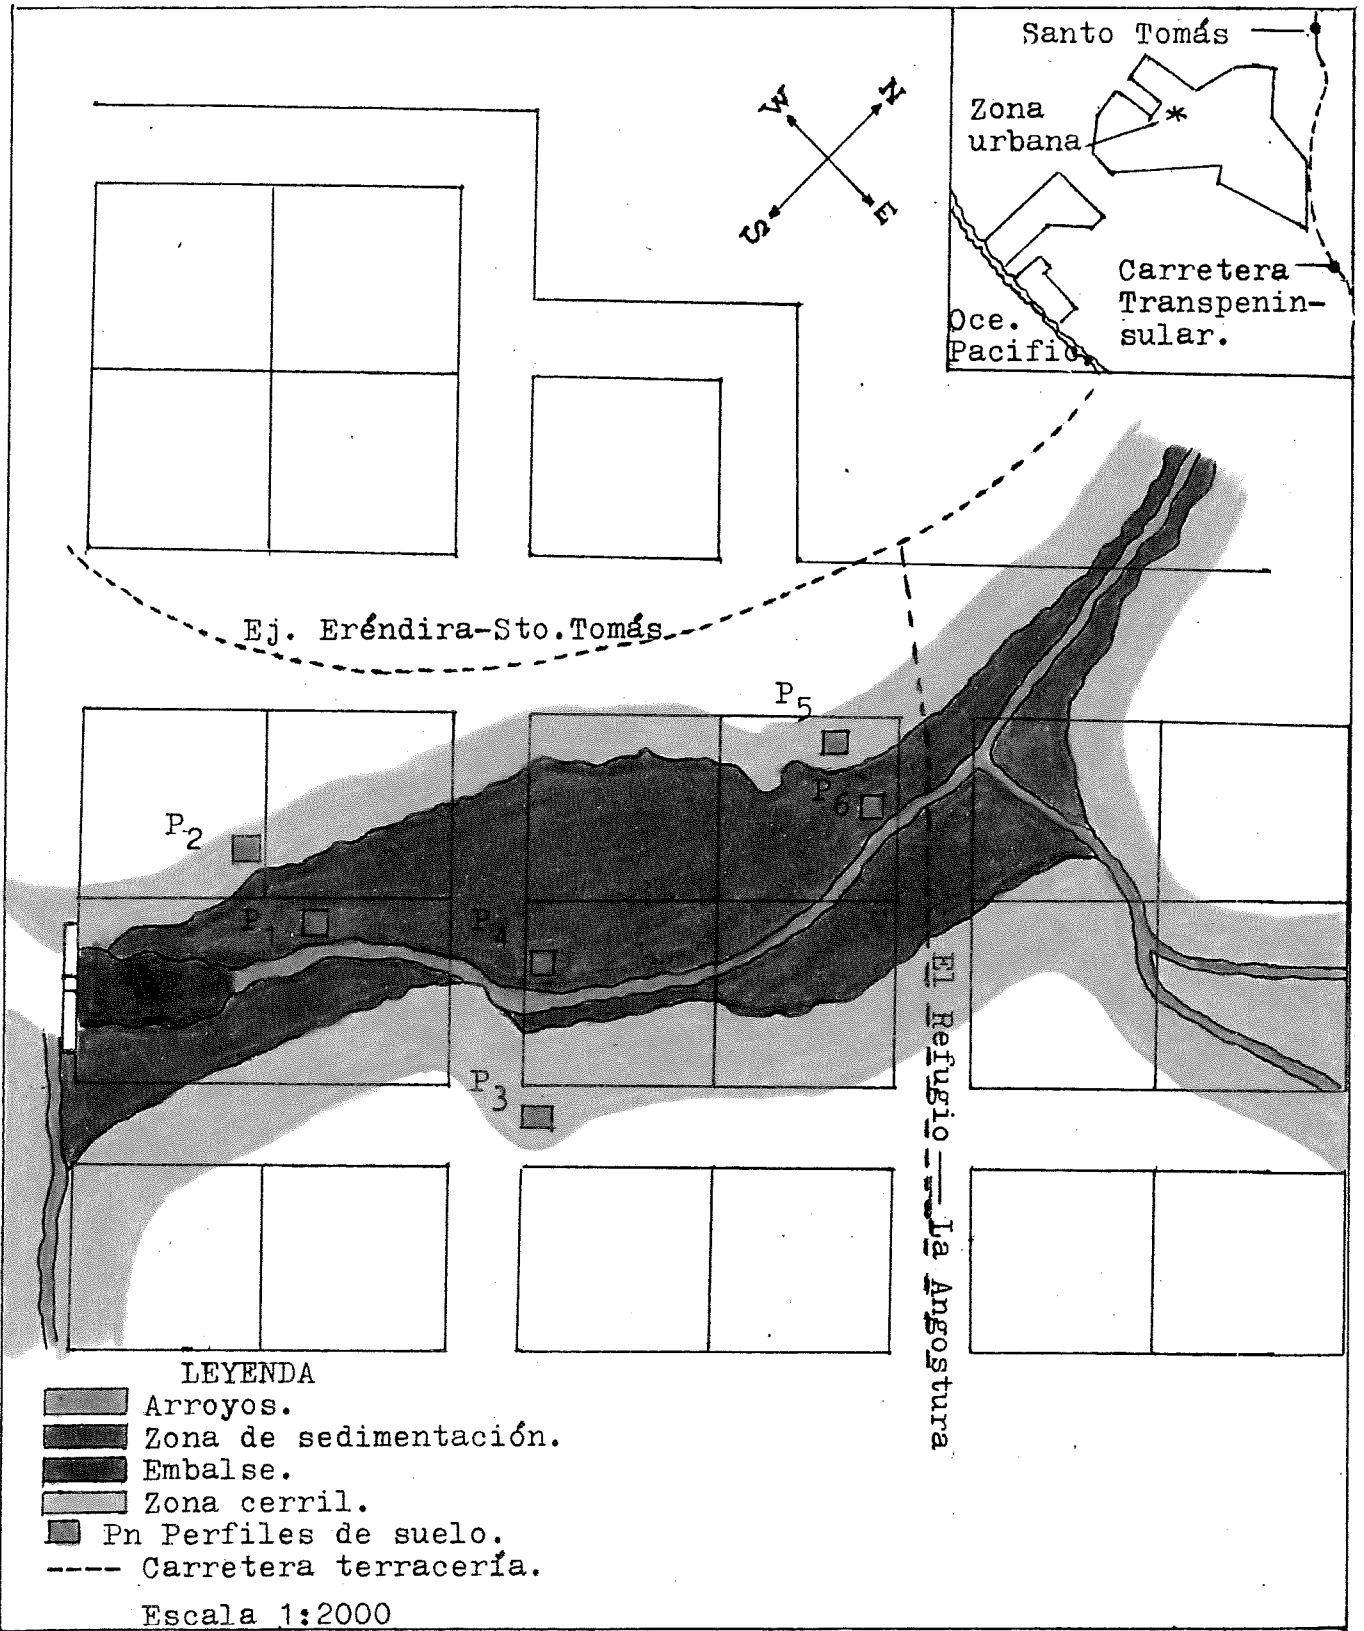 Santo Tomás
Zona
urbana
Carretera
Transpenin-
sular.
Oce.
Pacifico
W
N
S
E
Ej. Eréndira-Sto.Tomás
P5
P6
P2
P1
P4
P3
El Refugio — La Angostura
LEYENDA
Arroyos.
Zona de sedimentación.
Embalse.
Zona cerril.
Pn Perfiles de suelo.
Carretera terracería.
Escala 1:2000